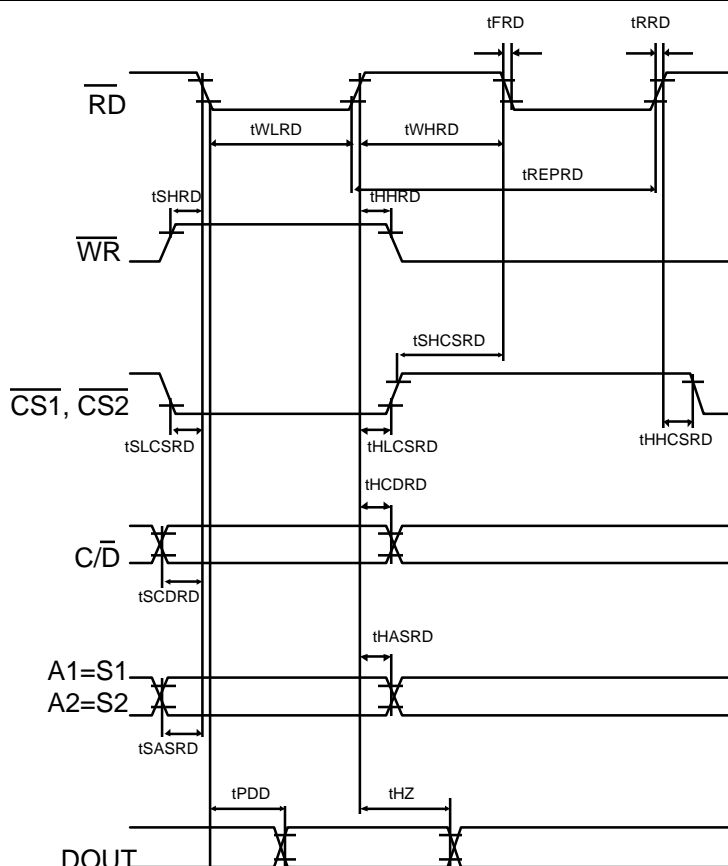 tFRD tRRD
RD
tWLRD tWHRD
tREPRD
tSHRD tHHRD
WR
tSHCSRD
CS1, CS2
tSLCSRD tHLCSRD tHHCSRD
tHCDRD
C/D
tSCDRD
tHASRD
A1=S1
A2=S2
tSASRD
tPDD tHZ
DOUT